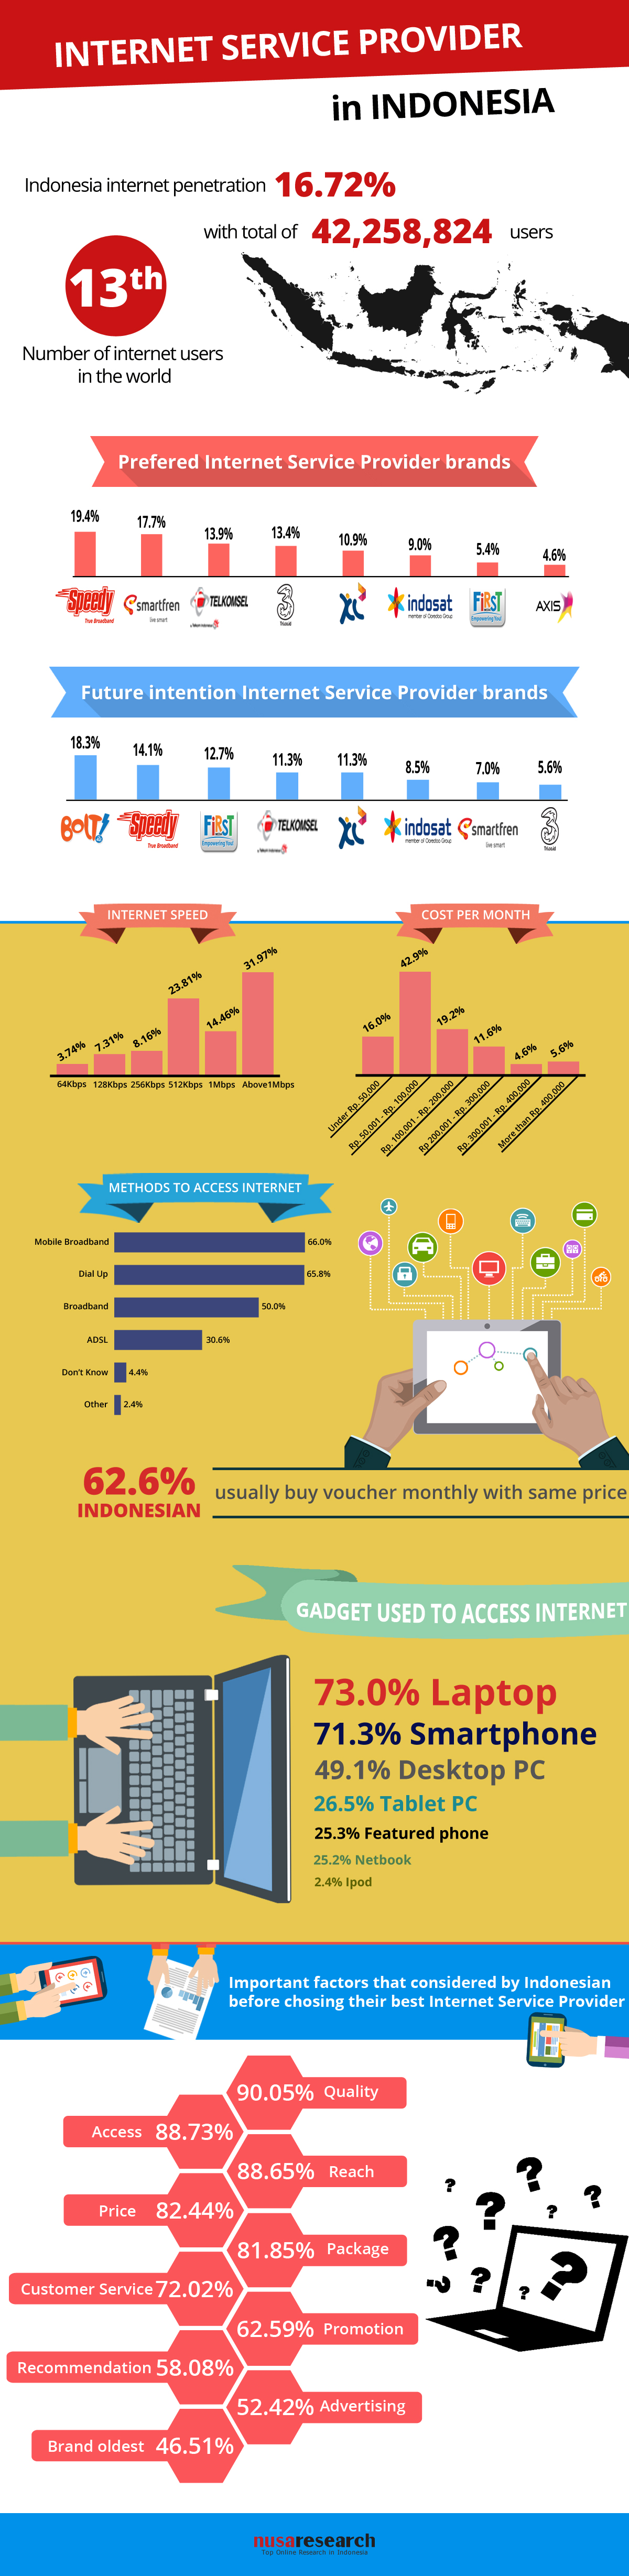 INTERNET SERVICE PROVIDER
in INDONESIA
Indonesia internet penetration 16.72%
with total of 42,258,824 users
13th
Number of internet users
in the world
Prefered Internet Service Provider brands
19.4% 17.7% 13.9% 13.4% 10.9% 9.0% 5.4% 4.6%
Speedy smartfren TELKOMSEL 3 XL indosat FiRST AXIS
True Broadband live smart member of Ooredoo Group Empowering You!
Future intention Internet Service Provider brands
18.3% 14.1% 12.7% 11.3% 11.3% 8.5% 7.0% 5.6%
BOLT! Speedy FiRST TELKOMSEL XL indosat smartfren 3
True Broadband Empowering You! member of Ooredoo Group live smart
INTERNET SPEED
3.74% 7.31% 8.16% 23.81% 14.46% 31.97%
64Kbps 128Kbps 256Kbps 512Kbps 1Mbps Above1Mbps
COST PER MONTH
16.0% 42.9% 19.2% 11.6% 4.6% 5.6%
Under Rp. 50,000
Rp. 50,001 - Rp. 100,000
Rp. 100,001 - Rp. 200,000
Rp 200,001 - Rp. 300,000
Rp. 300,001 - Rp. 400,000
More than Rp. 400,000
METHODS TO ACCESS INTERNET
Mobile Broadband 66.0%
Dial Up 65.8%
Broadband 50.0%
ADSL 30.6%
Don't Know 4.4%
Other 2.4%
62.6%
INDONESIAN
usually buy voucher monthly with same price
GADGET USED TO ACCESS INTERNET
73.0% Laptop
71.3% Smartphone
49.1% Desktop PC
26.5% Tablet PC
25.3% Featured phone
25.2% Netbook
2.4% Ipod
Important factors that considered by Indonesian
before chosing their best Internet Service Provider
90.05% Quality
Access 88.73%
88.65% Reach
Price 82.44%
81.85% Package
Customer Service 72.02%
62.59% Promotion
Recommendation 58.08%
52.42% Advertising
Brand oldest 46.51%
nusaresearch
Top Online Research in Indonesia